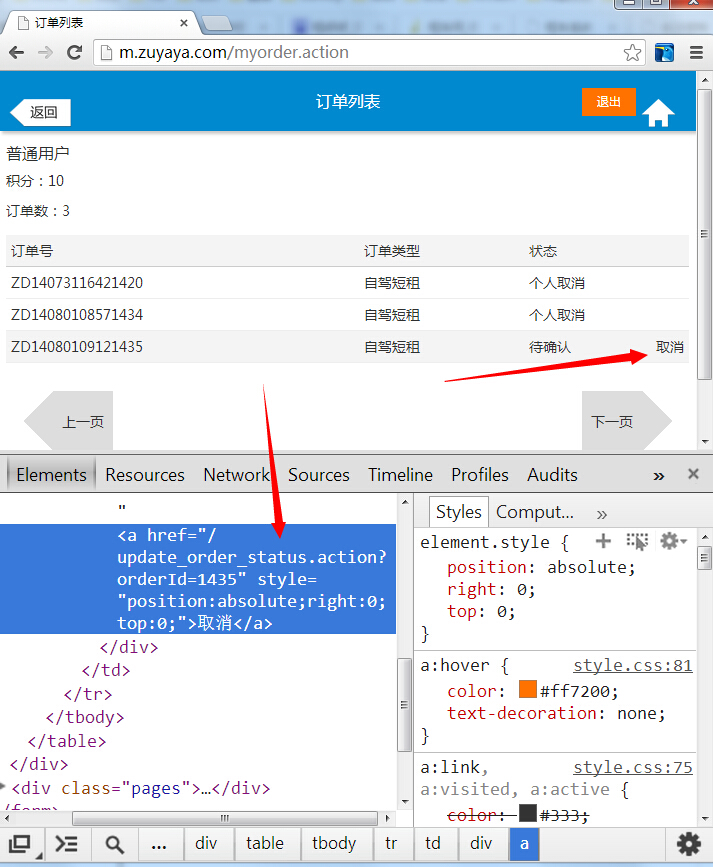 订单列表
m.zuyaya.com/myorder.action
返回
订单列表
退出
普通用户
积分：10
订单数：3
订单号 订单类型 状态
ZD14073116421420 自驾短租 个人取消
ZD14080108571434 自驾短租 个人取消
ZD14080109121435 自驾短租 待确认 取消
上一页 下一页
Elements Resources Network Sources Timeline Profiles Audits »
"
<a href="/
update_order_status.action?
orderId=1435" style=
"position:absolute;right:0;
top:0;">取消</a>
</div>
</td>
</tr>
</tbody>
</table>
</div>
<div class="pages">…</div>
/form>
Styles Comput... »
element.style {
position: absolute;
right: 0;
top: 0;
}
a:hover { style.css:81
color: #ff7200;
text-decoration: none;
}
a:link, style.css:75
a:visited, a:active {
color: #333;
... div table tbody tr td div a